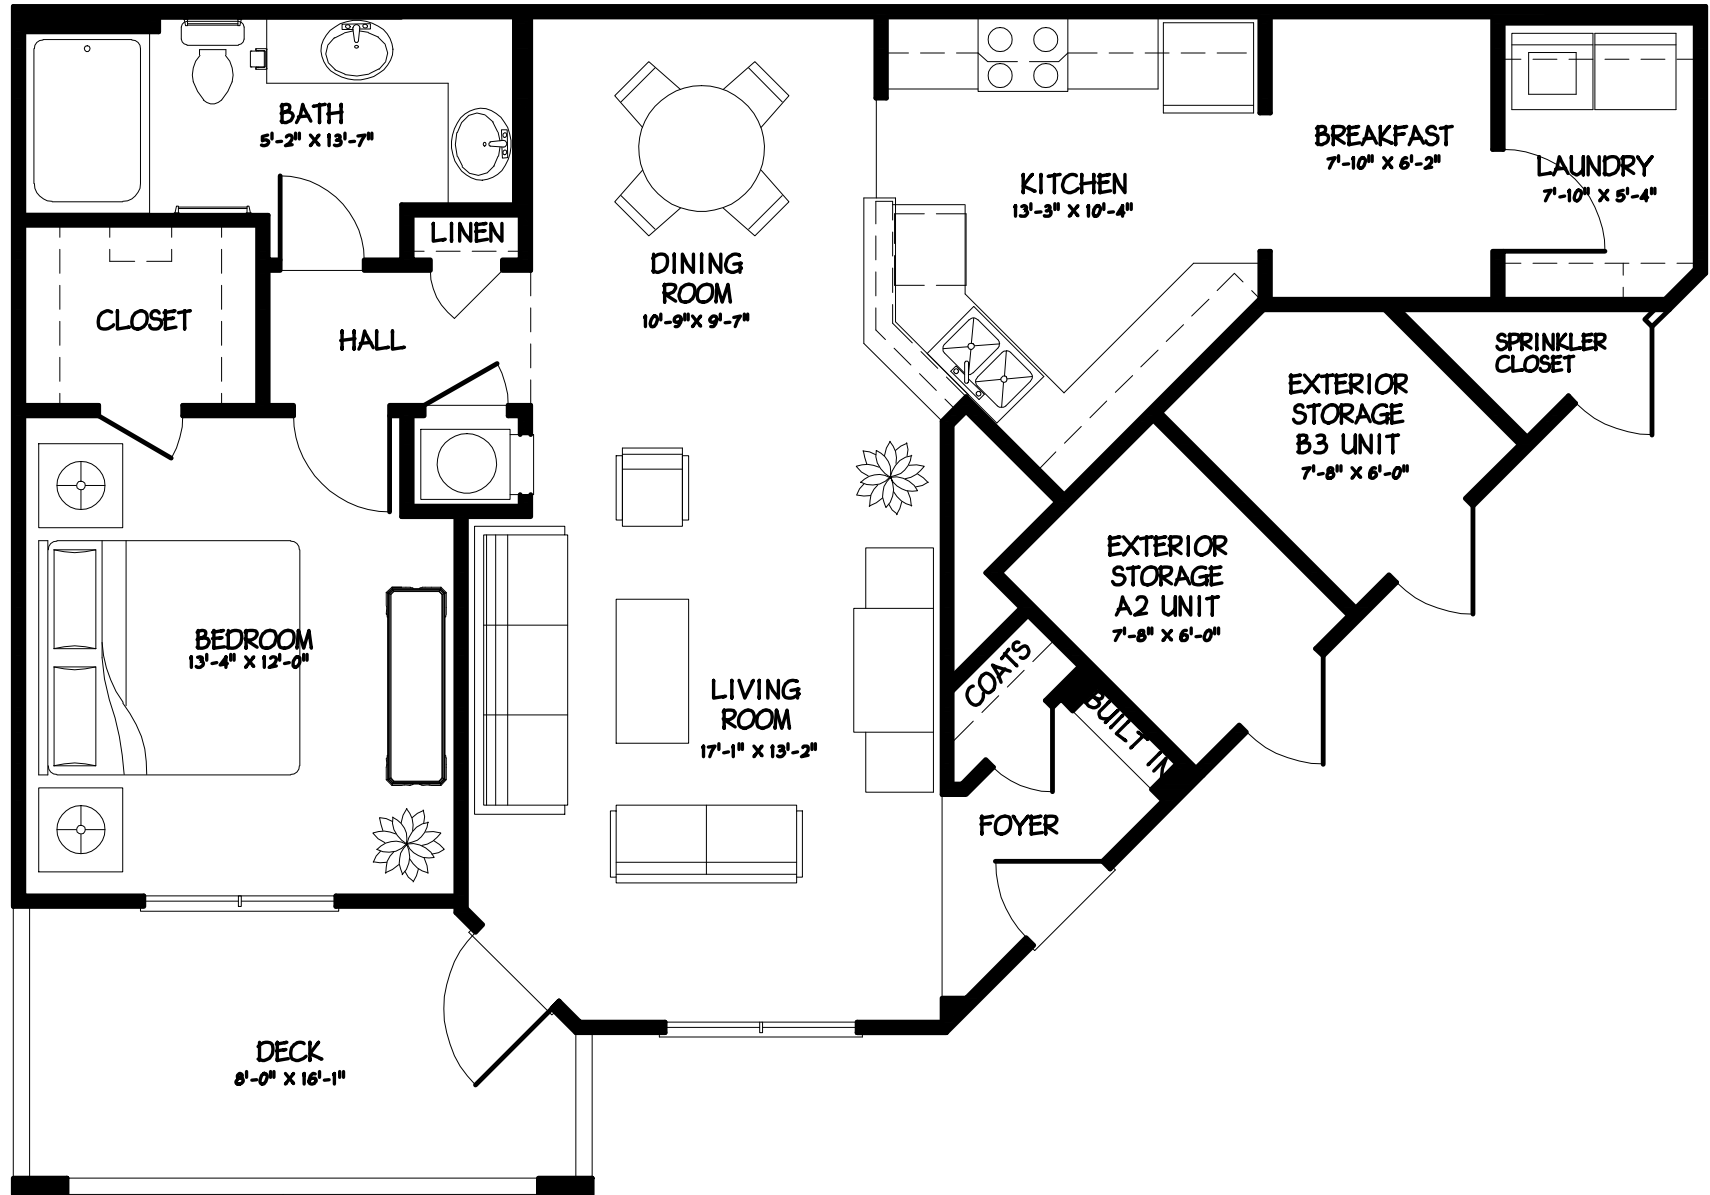 BATH
5'-2" X 13'-7"
LINEN
CLOSET
HALL
DINING
ROOM
10'-9"X 9'-7"
KITCHEN
13'-3" X 10'-4"
BREAKFAST
7'-10" X 6'-2"
LAUNDRY
7'-10" X 5'-4"
SPRINKLER
CLOSET
EXTERIOR
STORAGE
B3 UNIT
7'-8" X 6'-0"
EXTERIOR
STORAGE
A2 UNIT
7'-8" X 6'-0"
BEDROOM
13'-4" X 12'-0"
LIVING
ROOM
17'-1" X 13'-2"
COATS
BUILT IN
FOYER
DECK
8'-0" X 16'-1"